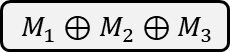 M₁ ⊕ M₂ ⊕ M₃